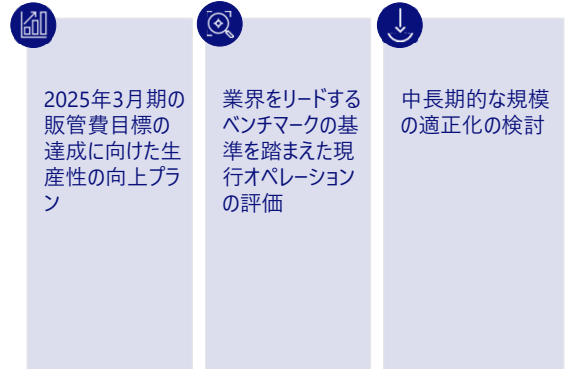 2025年3月期の
販管費目標の
達成に向けた生
産性の向上プラ
ン
業界をリードする
ベンチマークの基
準を踏まえた現
行オペレーション
の評価
中長期的な規模
の適正化の検討